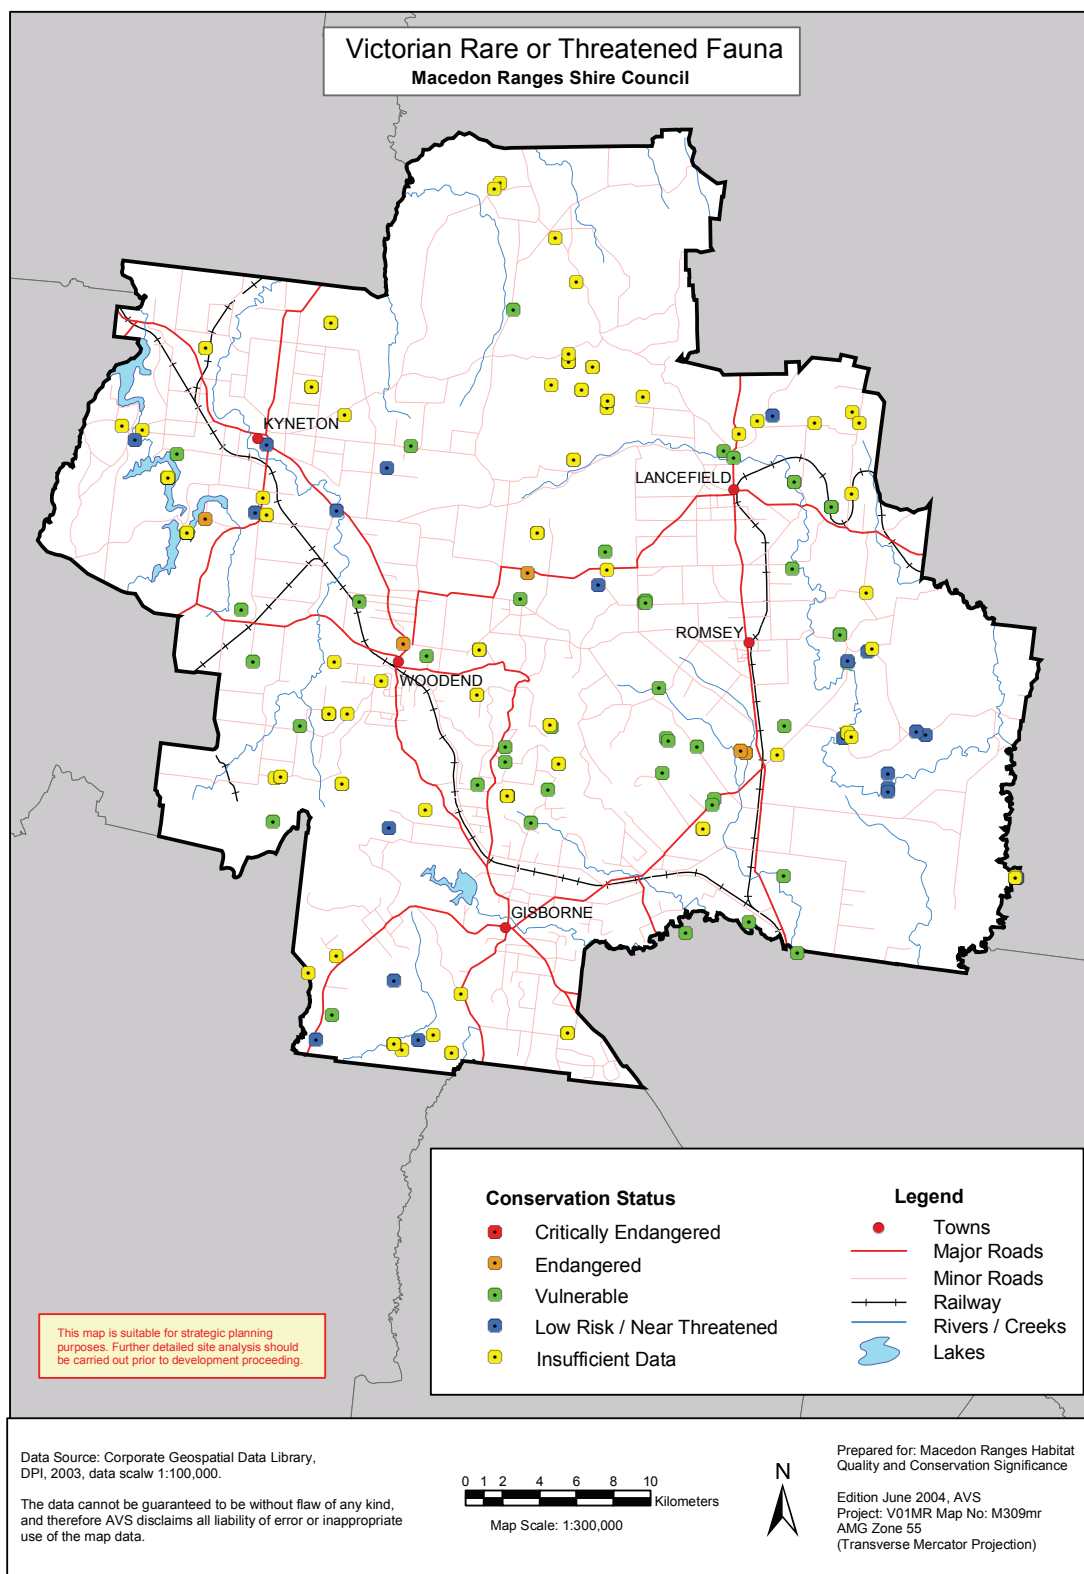 Victorian Rare or Threatened Fauna
Macedon Ranges Shire Council
KYNETON
LANCEFIELD
ROMSEY
WOODEND
GISBORNE
Conservation Status
Critically Endangered
Endangered
Vulnerable
Low Risk / Near Threatened
Insufficient Data
Legend
Towns
Major Roads
Minor Roads
Railway
Rivers / Creeks
Lakes
This map is suitable for strategic planning
purposes. Further detailed site analysis should
be carried out prior to development proceeding.
Data Source: Corporate Geospatial Data Library,
DPI, 2003, data scalw 1:100,000.
The data cannot be guaranteed to be without flaw of any kind,
and therefore AVS disclaims all liability of error or inappropriate
use of the map data.
0 1 2 4 6 8 10
Kilometers
Map Scale: 1:300,000
N
Prepared for: Macedon Ranges Habitat
Quality and Conservation Significance
Edition June 2004, AVS
Project: V01MR Map No: M309mr
AMG Zone 55
(Transverse Mercator Projection)